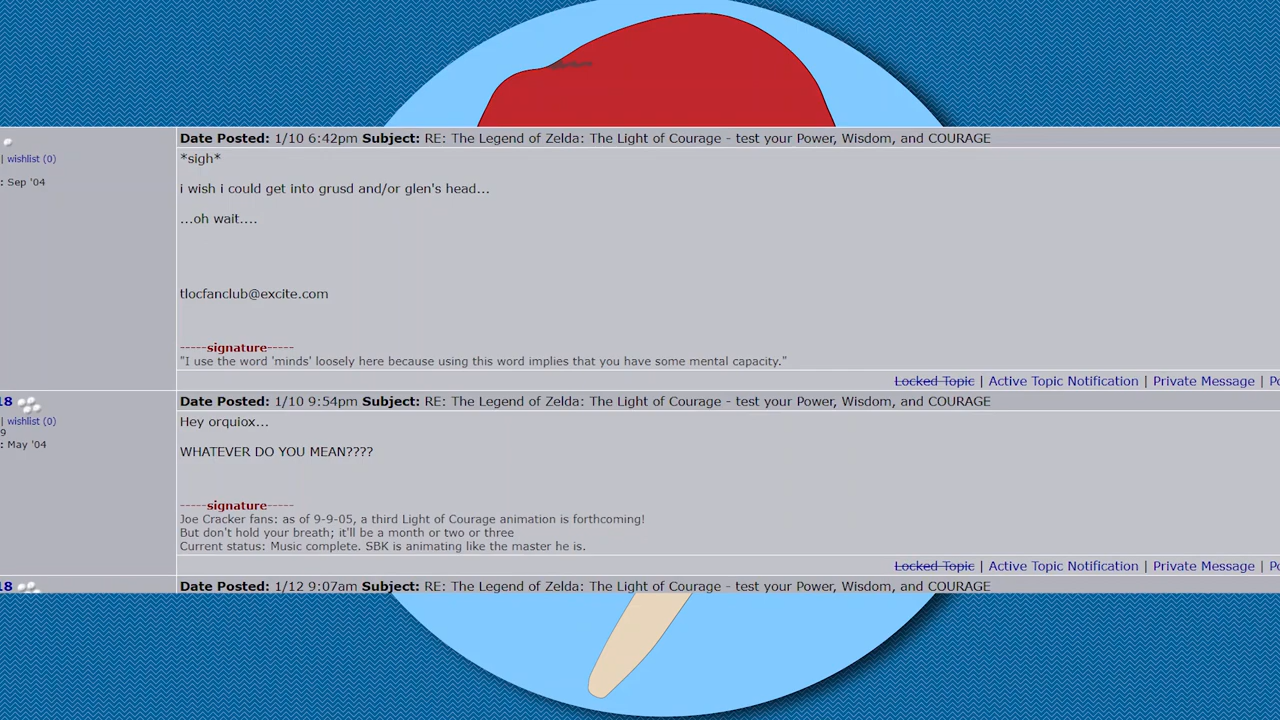 Date Posted: 1/10 6:42pm Subject: RE: The Legend of Zelda: The Light of Courage - test your Power, Wisdom, and COURAGE
| wishlist (0)
: Sep '04
*sigh*
i wish i could get into grusd and/or glen's head...
...oh wait....
tlocfanclub@excite.com
-----signature-----
"I use the word 'minds' loosely here because using this word implies that you have some mental capacity."
Locked Topic | Active Topic Notification | Private Message | Po
18
Date Posted: 1/10 9:54pm Subject: RE: The Legend of Zelda: The Light of Courage - test your Power, Wisdom, and COURAGE
| wishlist (0)
9
: May '04
Hey orquiox...
WHATEVER DO YOU MEAN????
-----signature-----
Joe Cracker fans: as of 9-9-05, a third Light of Courage animation is forthcoming!
But don't hold your breath; it'll be a month or two or three
Current status: Music complete. SBK is animating like the master he is.
Locked Topic | Active Topic Notification | Private Message | Po
18
Date Posted: 1/12 9:07am Subject: RE: The Legend of Zelda: The Light of Courage - test your Power, Wisdom, and COURAGE